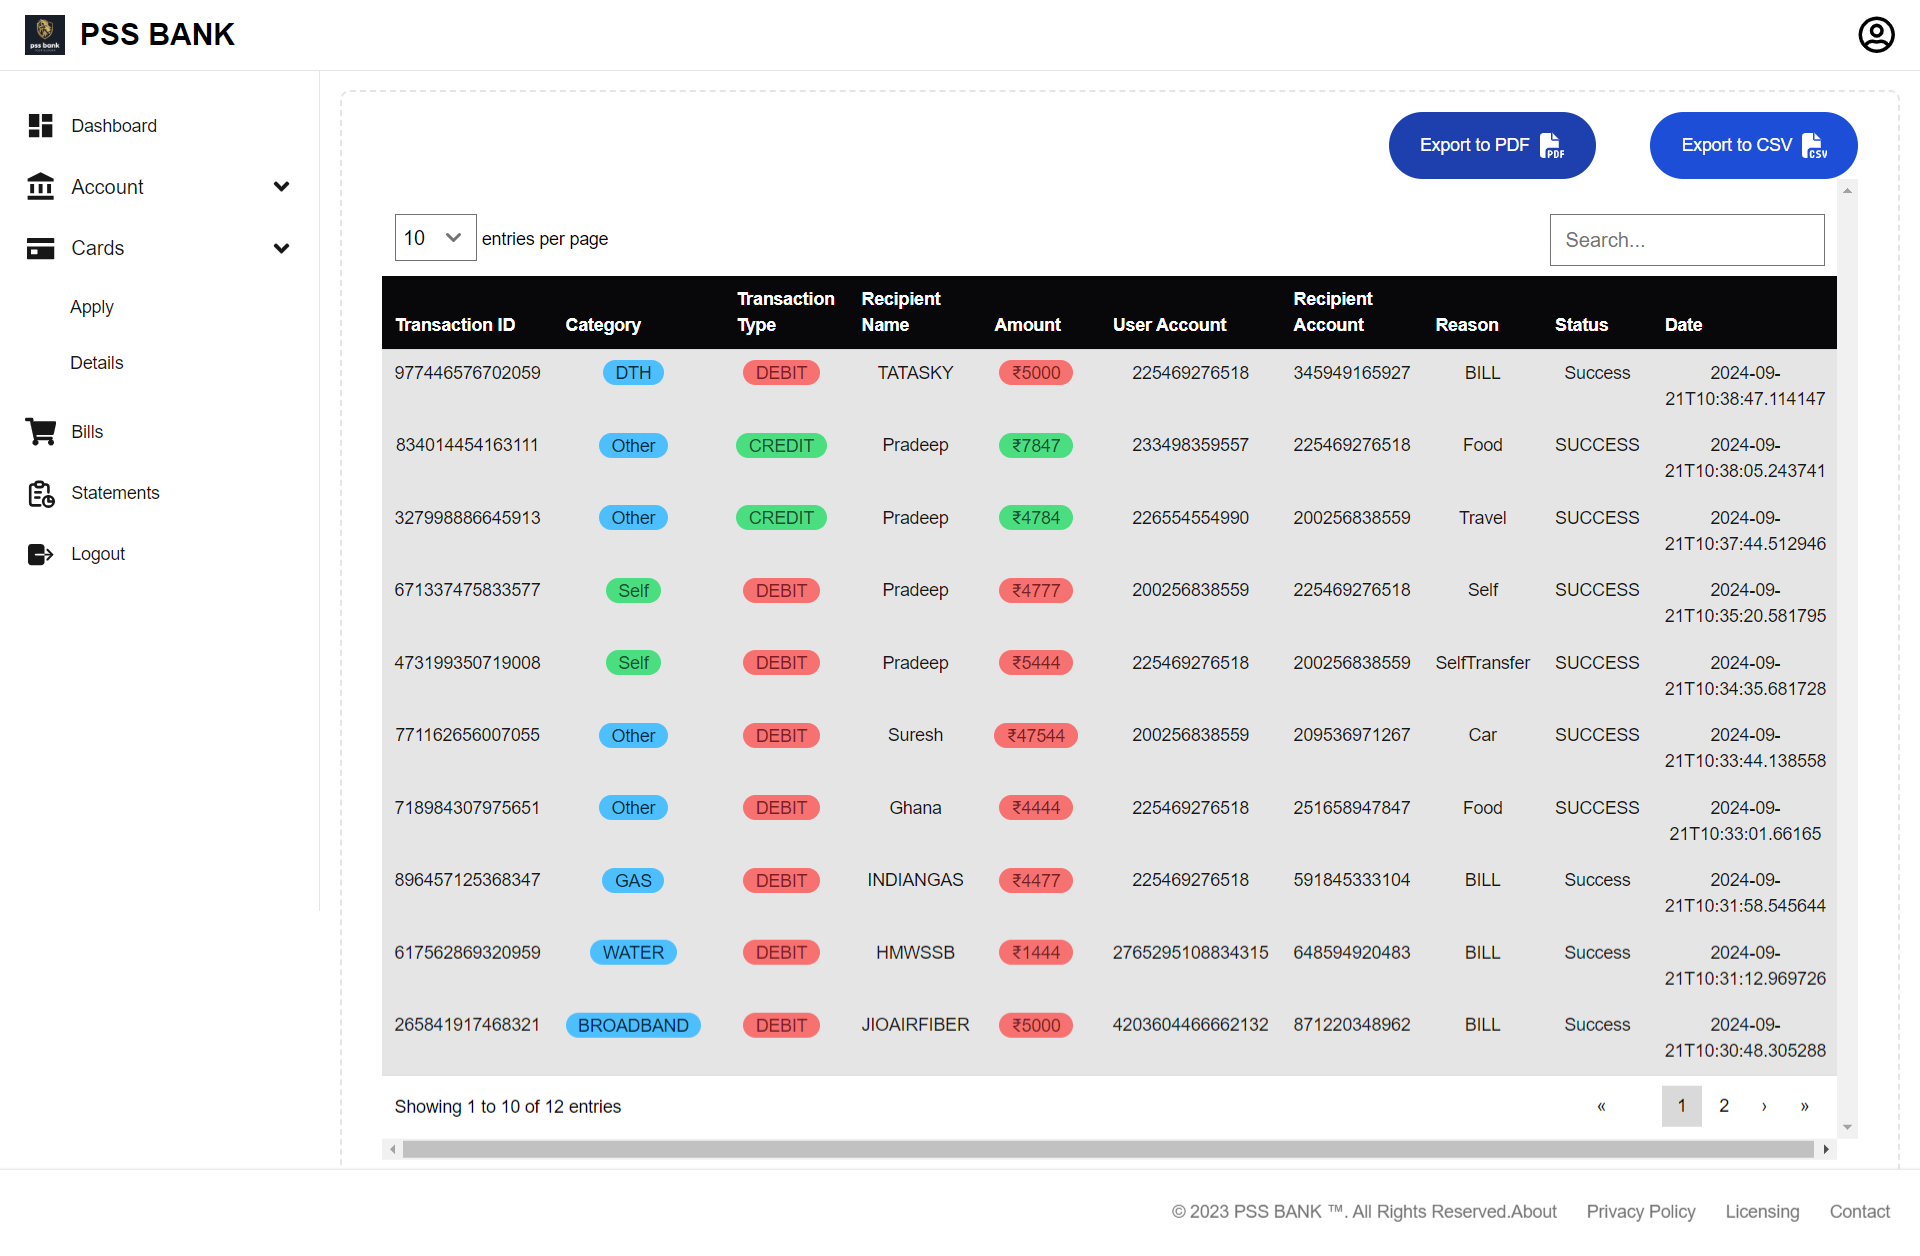 pss bank
PSS BANK
Dashboard
Account
Cards
Apply
Details
Bills
Statements
Logout
Export to PDF PDF
Export to CSV CSV
10 entries per page
Search...
Transaction ID Category Transaction Type Recipient Name Amount User Account Recipient Account Reason Status Date
977446576702059 DTH DEBIT TATASKY ₹5000 225469276518 345949165927 BILL Success 2024-09-21T10:38:47.114147
834014454163111 Other CREDIT Pradeep ₹7847 233498359557 225469276518 Food SUCCESS 2024-09-21T10:38:05.243741
327998886645913 Other CREDIT Pradeep ₹4784 226554554990 200256838559 Travel SUCCESS 2024-09-21T10:37:44.512946
671337475833577 Self DEBIT Pradeep ₹4777 200256838559 225469276518 Self SUCCESS 2024-09-21T10:35:20.581795
473199350719008 Self DEBIT Pradeep ₹5444 225469276518 200256838559 SelfTransfer SUCCESS 2024-09-21T10:34:35.681728
771162656007055 Other DEBIT Suresh ₹47544 200256838559 209536971267 Car SUCCESS 2024-09-21T10:33:44.138558
718984307975651 Other DEBIT Ghana ₹4444 225469276518 251658947847 Food SUCCESS 2024-09-21T10:33:01.66165
896457125368347 GAS DEBIT INDIANGAS ₹4477 225469276518 591845333104 BILL Success 2024-09-21T10:31:58.545644
617562869320959 WATER DEBIT HMWSSB ₹1444 2765295108834315 648594920483 BILL Success 2024-09-21T10:31:12.969726
265841917468321 BROADBAND DEBIT JIOAIRFIBER ₹5000 4203604466662132 871220348962 BILL Success 2024-09-21T10:30:48.305288
Showing 1 to 10 of 12 entries
« 1 2 › »
© 2023 PSS BANK ™. All Rights Reserved.About Privacy Policy Licensing Contact